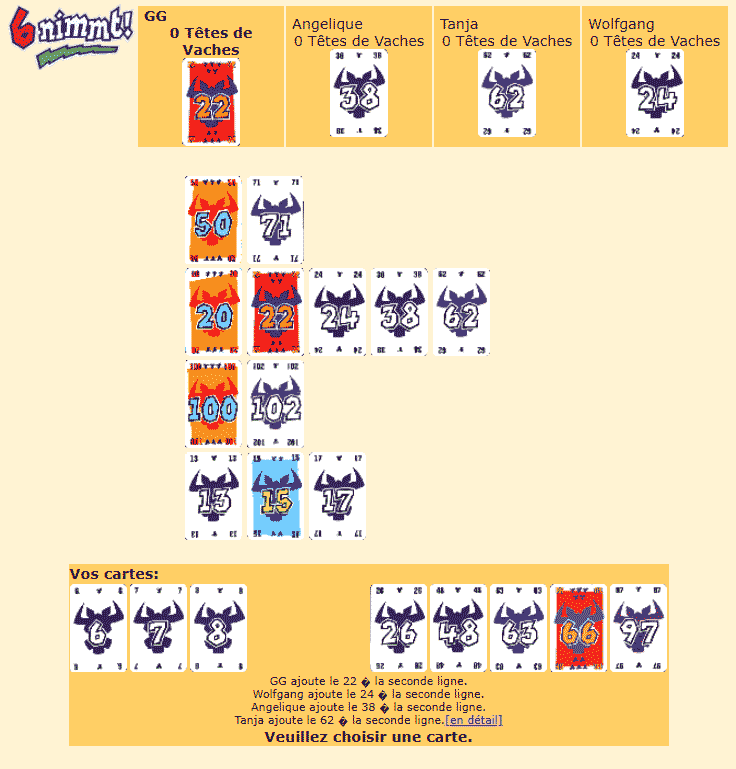 6 nimmt!
GG
0 Têtes de
Vaches
22
Angelique
0 Têtes de Vaches
38
Tanja
0 Têtes de Vaches
62
Wolfgang
0 Têtes de Vaches
24
50 71
20 22 24 38 62
100 102
13 15 17
Vos cartes:
6 7 8 26 48 63 66 97
GG ajoute le 22 � la seconde ligne.
Wolfgang ajoute le 24 � la seconde ligne.
Angelique ajoute le 38 � la seconde ligne.
Tanja ajoute le 62 � la seconde ligne.[en détail]
Veuillez choisir une carte.